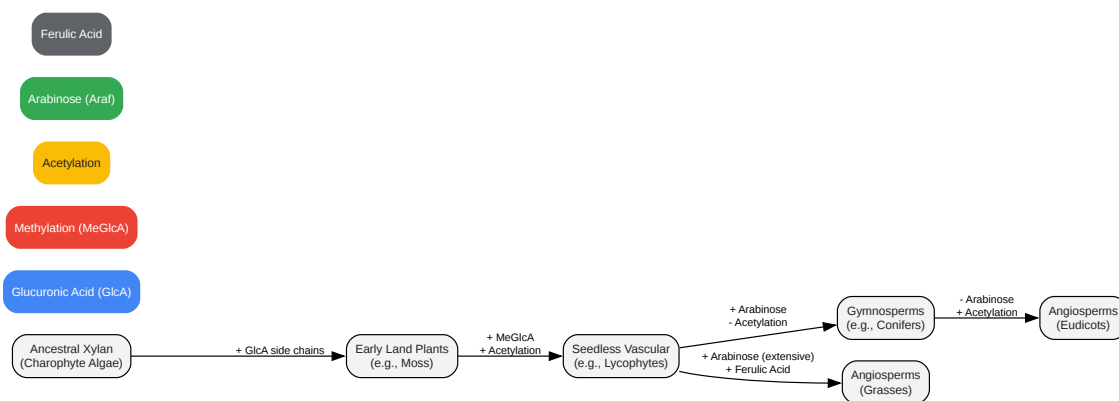 Ferulic Acid
Arabinose (Araf)
Acetylation
Methylation (MeGlcA)
Glucuronic Acid (GlcA)
Ancestral Xylan
(Charophyte Algae)
+ GlcA side chains
Early Land Plants
(e.g., Moss)
+ MeGlcA
+ Acetylation
Seedless Vascular
(e.g., Lycophytes)
+ Arabinose
- Acetylation
+ Arabinose (extensive)
+ Ferulic Acid
Gymnosperms
(e.g., Conifers)
- Arabinose
+ Acetylation
Angiosperms
(Eudicots)
Angiosperms
(Grasses)